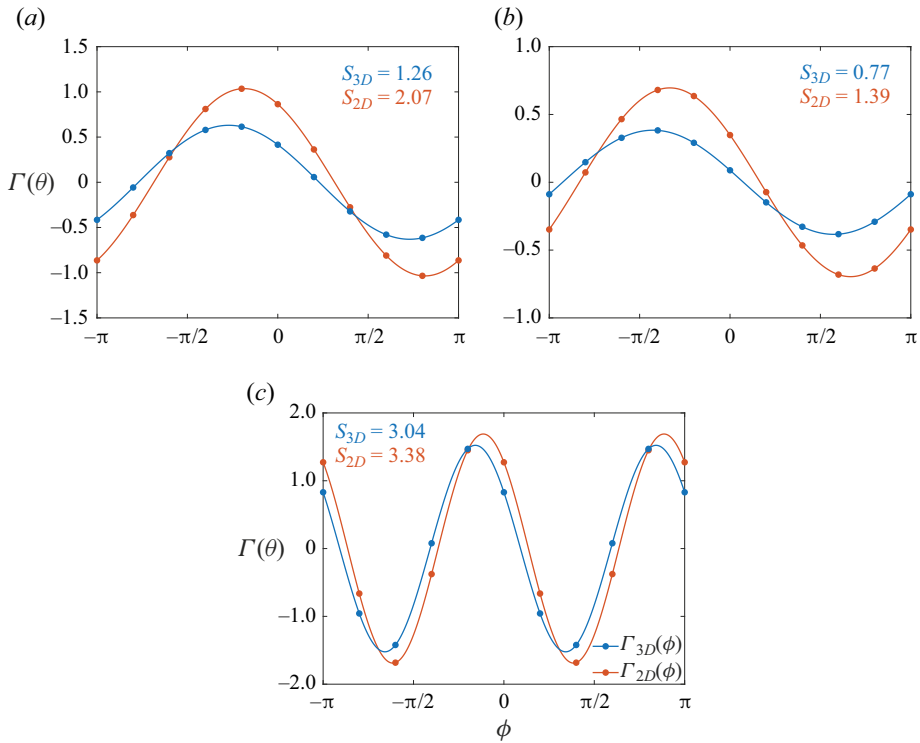 (a)
(b)
1.5
1.0
0.5
0
−0.5
−1.0
−1.5
Γ(θ)
S3D = 1.26
S2D = 2.07
−π
−π/2
0
π/2
π
1.0
0.5
0
−0.5
−1.0
S3D = 0.77
S2D = 1.39
−π
−π/2
0
π/2
π
(c)
2.0
1.0
0
−1.0
−2.0
Γ(θ)
S3D = 3.04
S2D = 3.38
Γ3D(ϕ)
Γ2D(ϕ)
−π
−π/2
0
π/2
π
ϕ